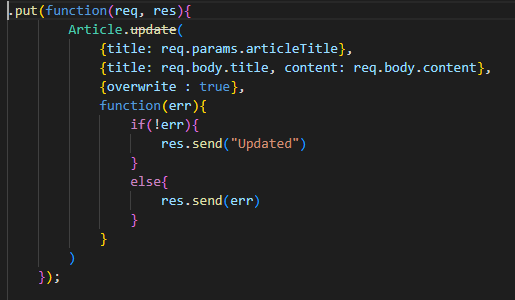 .put(function(req, res){
Article.update(
{title: req.params.articleTitle},
{title: req.body.title, content: req.body.content},
{overwrite : true},
function(err){
if(!err){
res.send("Updated")
}
else{
res.send(err)
}
}
)
});